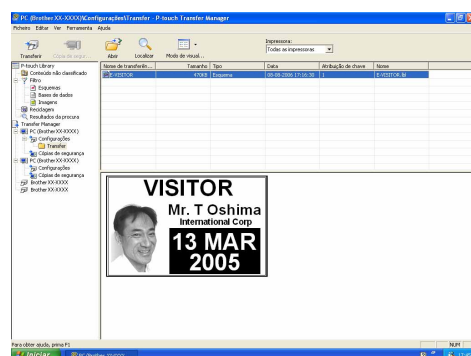 PC (Brother XX-XXXX)\Configurações\Transfer - P-touch Transfer Manager
Ficheiro Editar Ver Ferramenta Ajuda
Transferir
Abrir
Localizar
Modo de visual...
Impressora:
Todas as impressoras
P-touch Library
Conteúdo não classificado
Filtro
Esquemas
Bases de dados
Imagens
Reciclagem
Resultados da procura
Transfer Manager
PC (Brother XX-XXXX)
Configurações
Transfer
Cópias de segurança
PC (Brother XX-XXXX)
Configurações
Cópias de segurança
Brother XX-XXXX
Brother XX-XXXX
Nome de transferên... Tamanho Tipo Data Atribuição de chave Nome
E-VISITOR 470KB Esquema 08-08-2006 17:16:30 1 E-VISITOR.lbl
VISITOR
Mr. T Oshima
International Corp
13 MAR
2005
Para obter ajuda, prima F1
NUM
Iniciar